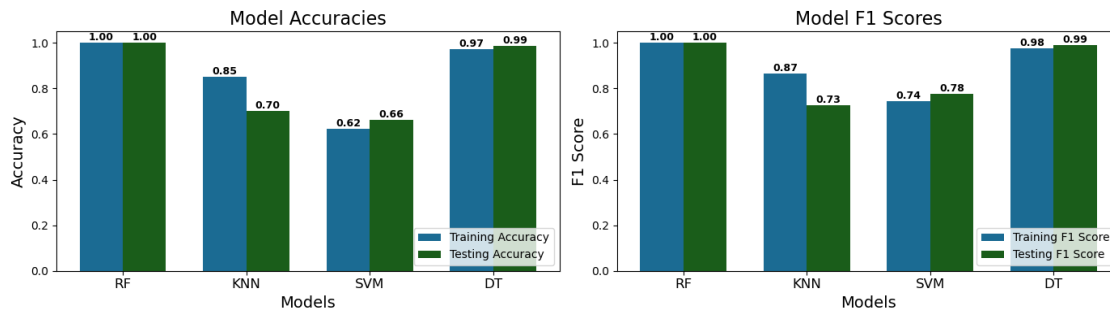 Model Accuracies
1.00 1.00
0.85
0.70
0.62
0.66
0.97
0.99
1.0
0.8
0.6
0.4
0.2
0.0
Accuracy
Training Accuracy
Testing Accuracy
RF KNN SVM DT
Models
Model F1 Scores
1.00 1.00
0.87
0.73
0.74
0.78
0.98
0.99
1.0
0.8
0.6
0.4
0.2
0.0
F1 Score
Training F1 Score
Testing F1 Score
RF KNN SVM DT
Models